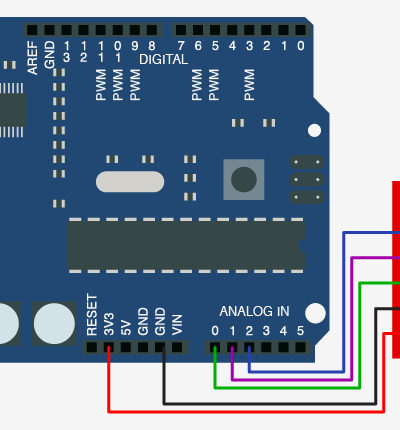 AREF GND 13 12 11 10 9 8 7 6 5 4 3 2 1 0
DIGITAL
PWM PWM PWM PWM PWM PWM
ANALOG IN
RESET 3V3 5V GND GND VIN 0 1 2 3 4 5